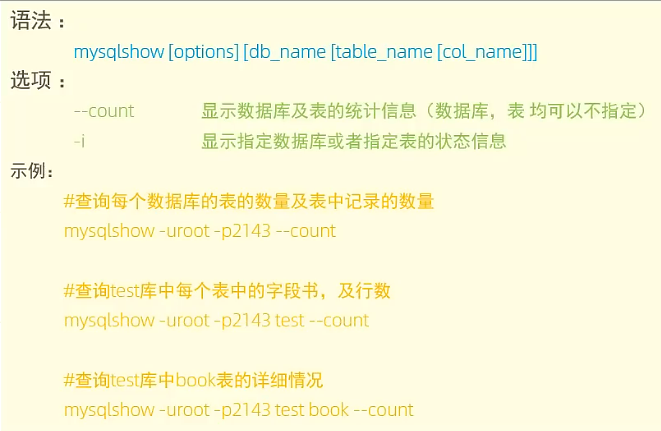 语法：
mysqlshow [options] [db_name [table_name [col_name]]]
选项：
--count 显示数据库及表的统计信息（数据库，表 均可以不指定）
-i 显示指定数据库或者指定表的状态信息
示例：
#查询每个数据库的表的数量及表中记录的数量
mysqlshow -uroot -p2143 --count
#查询test库中每个表中的字段书，及行数
mysqlshow -uroot -p2143 test --count
#查询test库中book表的详细情况
mysqlshow -uroot -p2143 test book --count